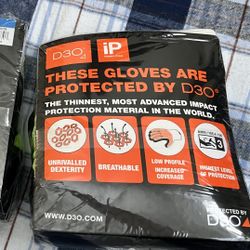 D3O
iP
THESE GLOVES ARE
PROTECTED BY D3O®
THE THINNEST, MOST ADVANCED IMPACT
PROTECTION MATERIAL IN THE WORLD.
UNRIVALLED
DEXTERITY
BREATHABLE
LOW PROFILE
INCREASED
COVERAGE
3
HIGHEST LEVEL
OF PROTECTION
WWW.D3O.COM
PROTECTED BY
D3O